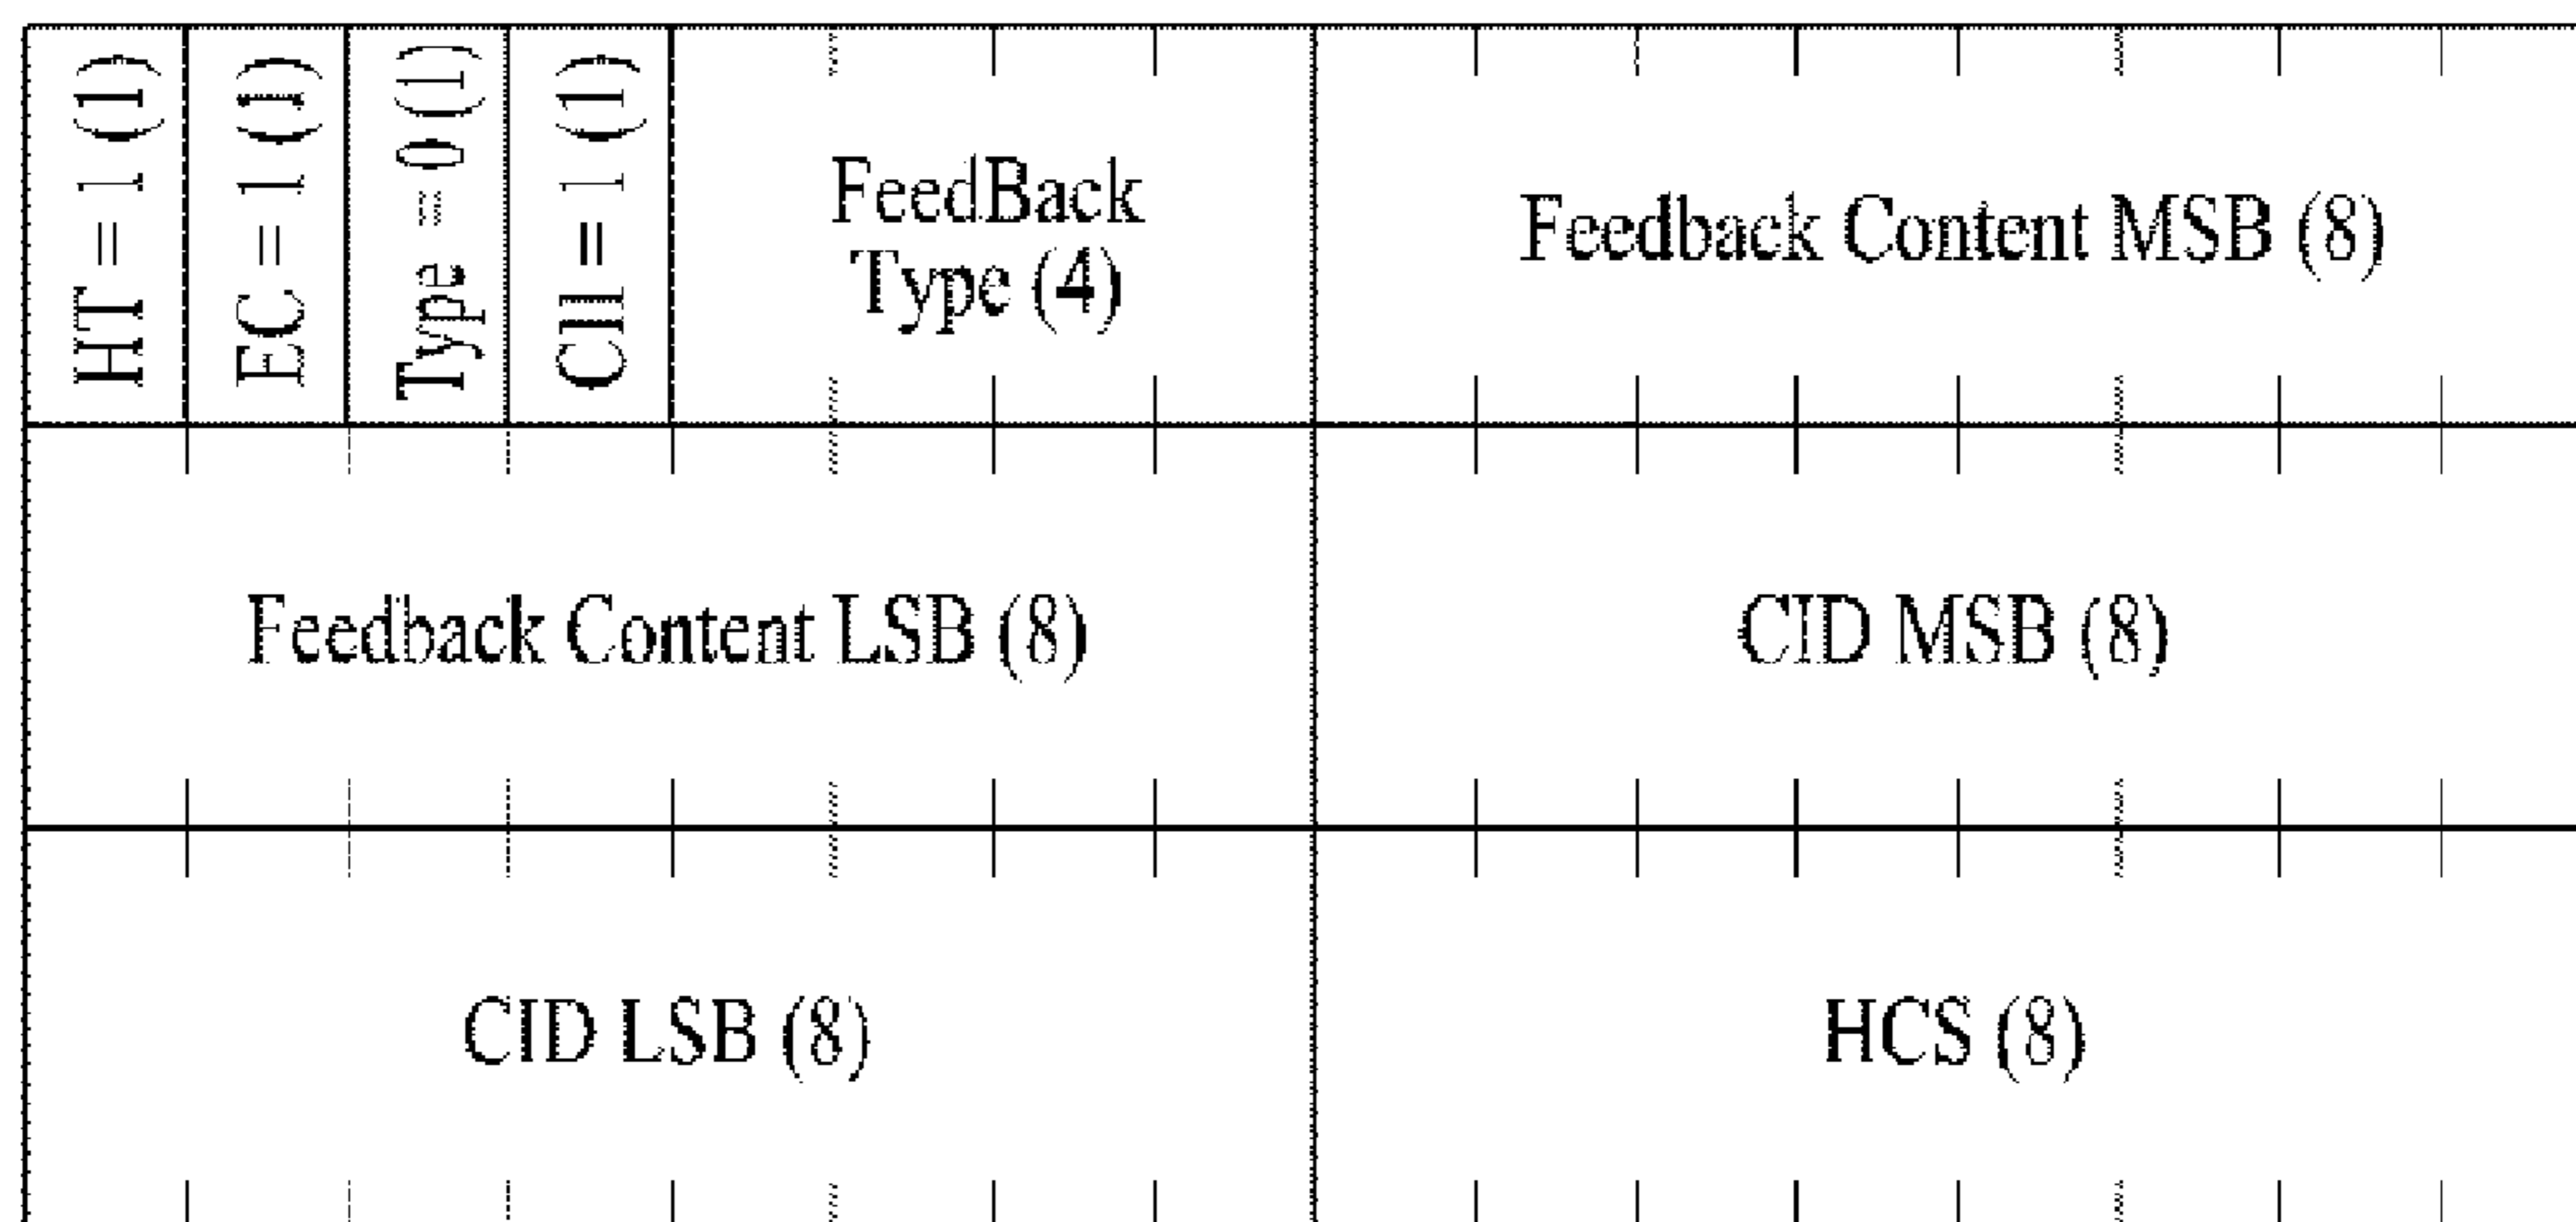 HT = 1 (1)
EC = 1 (1)
Type = 0 (1)
CII = 1 (1)
FeedBack
Type (4)
Feedback Content MSB (8)
Feedback Content LSB (8)
CID MSB (8)
CID LSB (8)
HCS (8)